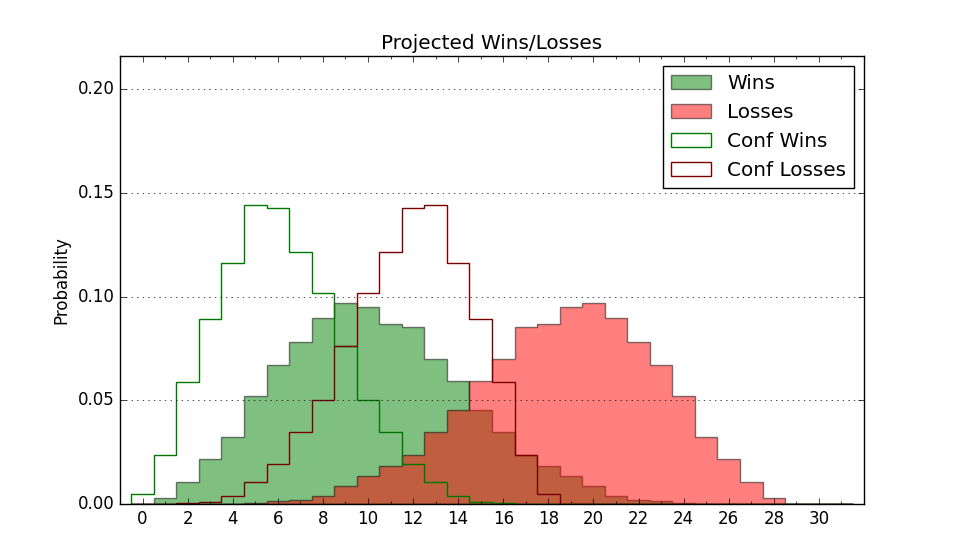 Projected Wins/Losses
Wins
Losses
Conf Wins
Conf Losses
Probability
0.20
0.15
0.10
0.05
0.00
0 2 4 6 8 10 12 14 16 18 20 22 24 26 28 30